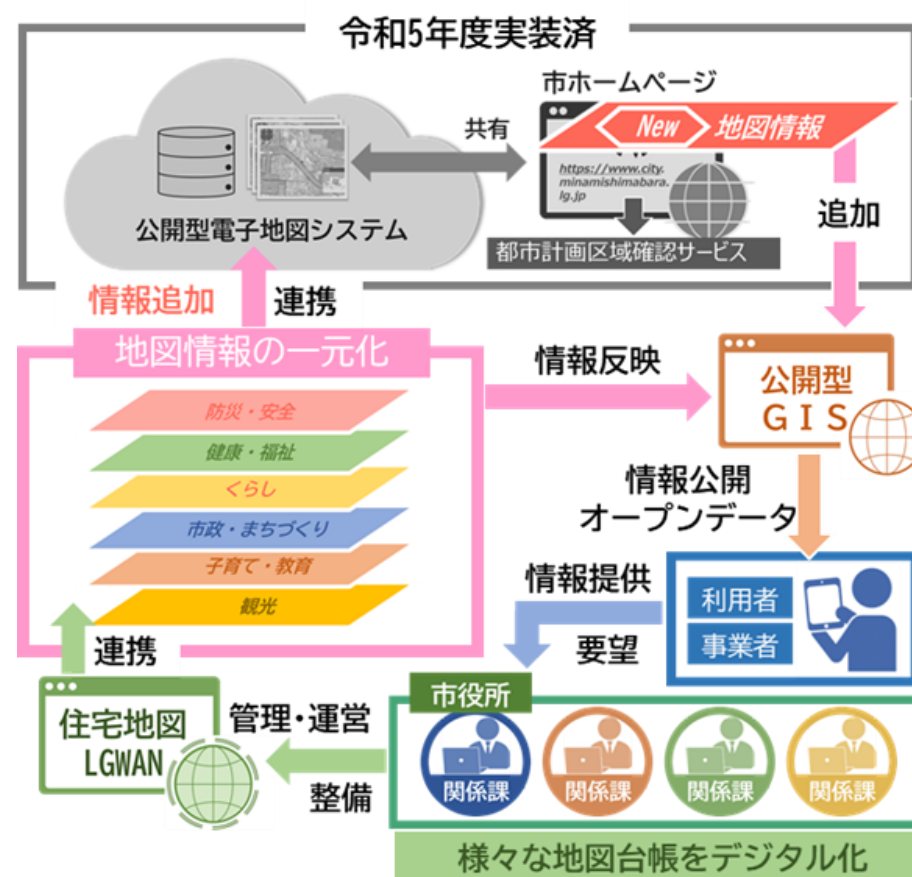 令和5年度実装済
市ホームページ
New 地図情報
共有
https://www.city.
minamishimabara.
lg.jp
公開型電子地図システム
都市計画区域確認サービス
追加
情報追加
連携
地図情報の一元化
情報反映
公開型
GIS
防災・安全
健康・福祉
くらし
市政・まちづくり
子育て・教育
観光
情報公開
オープンデータ
情報提供
要望
利用者
事業者
連携
市役所
住宅地図
LGWAN
管理・運営
整備
関係課
関係課
関係課
関係課
様々な地図台帳をデジタル化